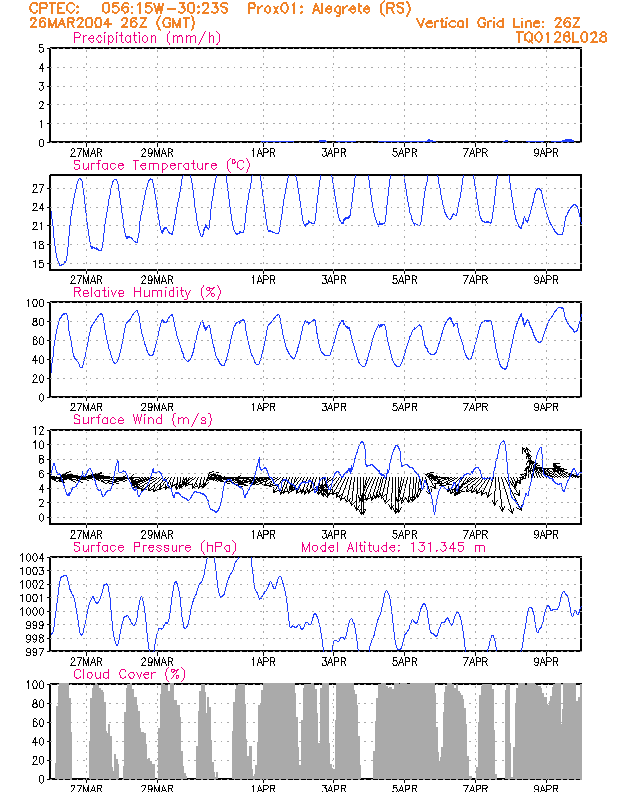 CPTEC: 056:15W-30:23S Prox01: Alegrete (RS)
26MAR2004 26Z (GMT) Vertical Grid Line: 26Z
Precipitation (mm/h) TQ0126L028
5
4
3
2
1
0
27MAR 29MAR 1APR 3APR 5APR 7APR 9APR
Surface Temperature (°C)
27
24
21
18
15
27MAR 29MAR 1APR 3APR 5APR 7APR 9APR
Relative Humidity (%)
100
80
60
40
20
0
27MAR 29MAR 1APR 3APR 5APR 7APR 9APR
Surface Wind (m/s)
12
10
8
6
4
2
0
27MAR 29MAR 1APR 3APR 5APR 7APR 9APR
Surface Pressure (hPa) Model Altitude: 131.345 m
1004
1003
1002
1001
1000
999
998
997
27MAR 29MAR 1APR 3APR 5APR 7APR 9APR
Cloud Cover (%)
100
80
60
40
20
0
27MAR 29MAR 1APR 3APR 5APR 7APR 9APR